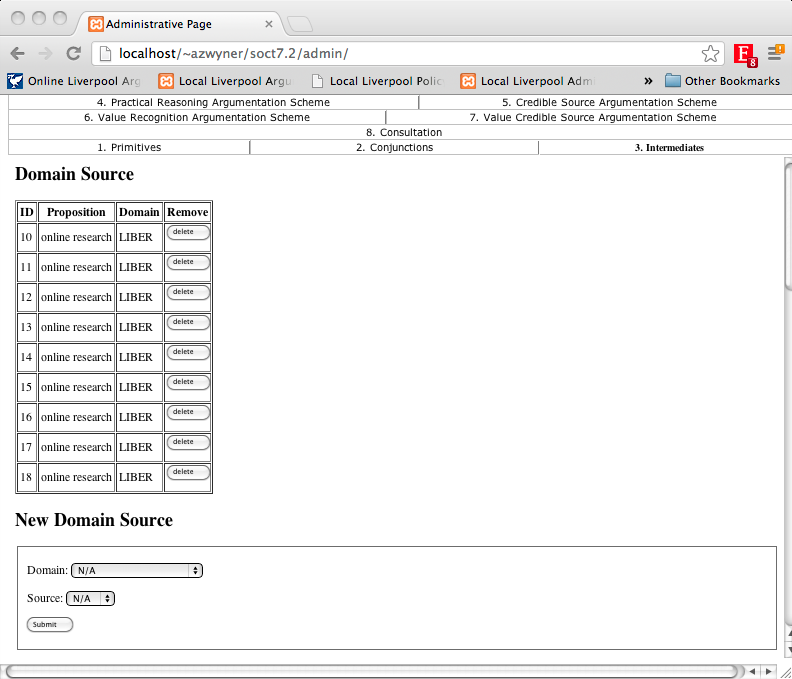 Administrative Page
localhost/~azwyner/soct7.2/admin/
8
Online Liverpool Arg Local Liverpool Argu Local Liverpool Polic Local Liverpool Adm » Other Bookmarks
4. Practical Reasoning Argumentation Scheme 5. Credible Source Argumentation Scheme
6. Value Recognition Argumentation Scheme 7. Value Credible Source Argumentation Scheme
8. Consultation
1. Primitives 2. Conjunctions 3. Intermediates
Domain Source
ID Proposition Domain Remove
10 online research LIBER delete
11 online research LIBER delete
12 online research LIBER delete
13 online research LIBER delete
14 online research LIBER delete
15 online research LIBER delete
16 online research LIBER delete
17 online research LIBER delete
18 online research LIBER delete
New Domain Source
Domain: N/A
Source: N/A
Submit